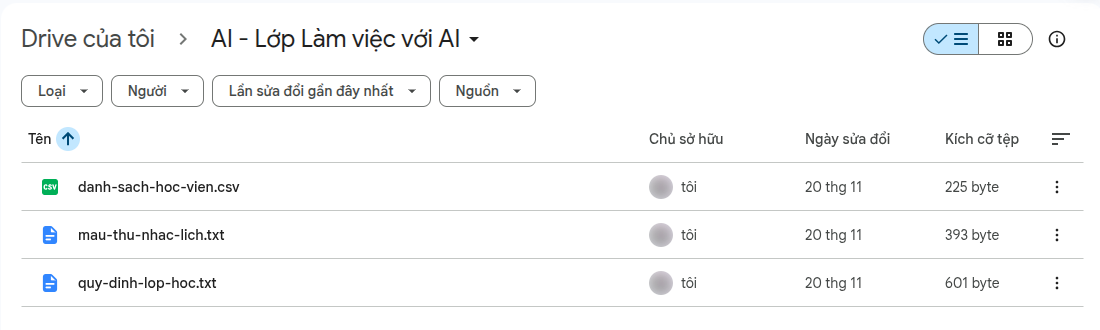 Drive của tôi > AI - Lớp Làm việc với AI
Loại Người Lần sửa đổi gần đây nhất Nguồn
Tên Chủ sở hữu Ngày sửa đổi Kích cỡ tệp
CSV danh-sach-hoc-vien.csv tôi 20 thg 11 225 byte
mau-thu-nhac-lich.txt tôi 20 thg 11 393 byte
quy-dinh-lop-hoc.txt tôi 20 thg 11 601 byte